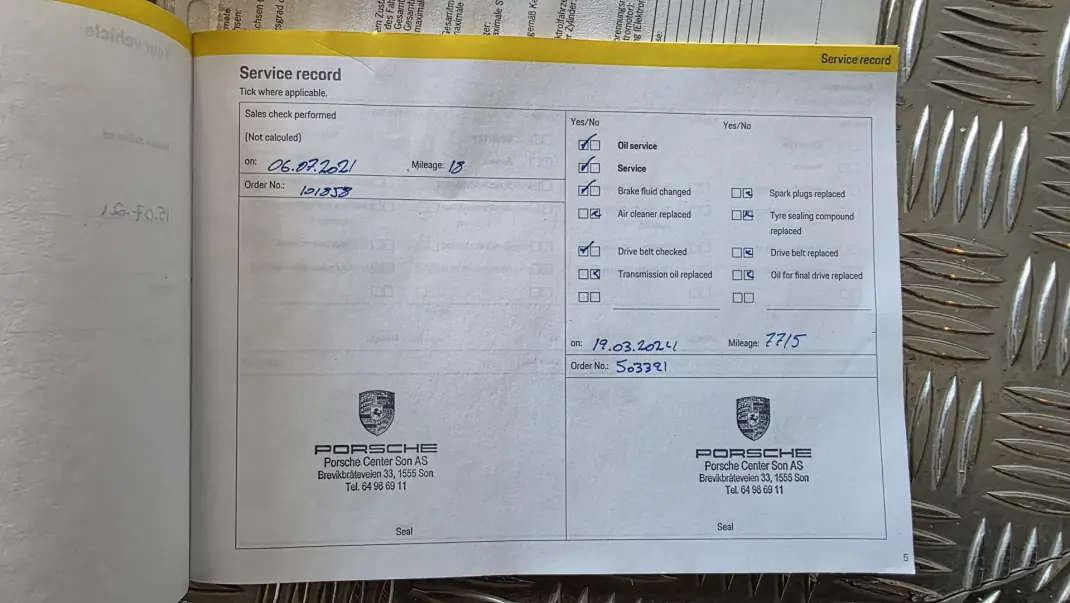 Service record
Service record
Tick where applicable.
Sales check performed
(Not calculed)
on: 06.07.2021 Mileage: 18
Order No.: 101858
PORSCHE
Porsche Center Son AS
Brevikbråteveien 33, 1555 Son
Tel. 64 98 69 11
Seal
Yes/No
Yes/No
Oil service
Service
Brake fluid changed
Spark plugs replaced
Air cleaner replaced
Tyre sealing compound
replaced
Drive belt checked
Drive belt replaced
Transmission oil replaced
Oil for final drive replaced
on: 19.03.2024 Mileage: 7715
Order No.: 503391
PORSCHE
Porsche Center Son AS
Brevikbråteveien 33, 1555 Son
Tel. 64 98 69 11
Seal
5